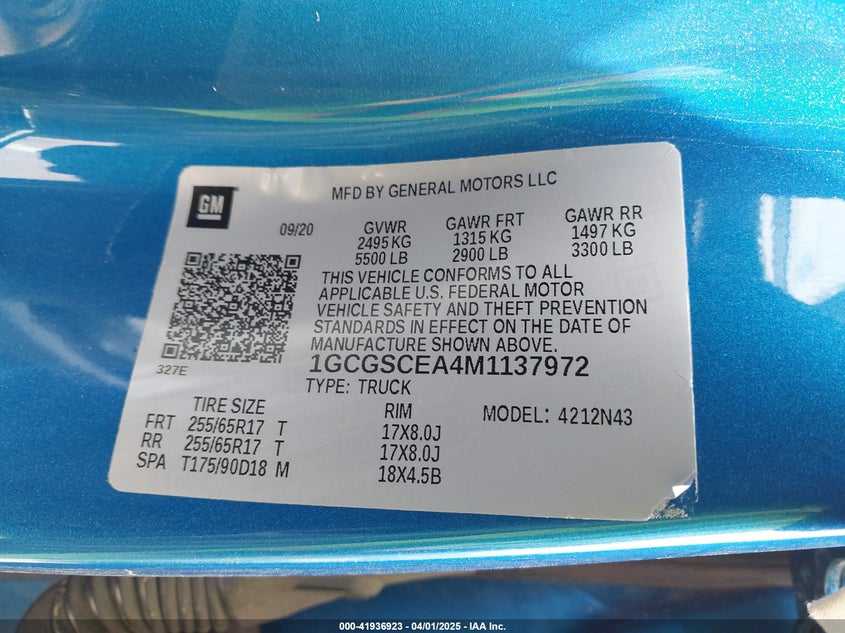 GM
MFD BY GENERAL MOTORS LLC
09/20
GVWR
2495 KG
5500 LB
GAWR FRT
1315 KG
2900 LB
GAWR RR
1497 KG
3300 LB
THIS VEHICLE CONFORMS TO ALL
APPLICABLE U.S. FEDERAL MOTOR
VEHICLE SAFETY AND THEFT PREVENTION
STANDARDS IN EFFECT ON THE DATE OF
MANUFACTURE SHOWN ABOVE.
327E
1GCGSCEA4M1137972
TYPE: TRUCK
TIRE SIZE RIM MODEL: 4212N43
FRT 255/65R17 T 17X8.0J
RR 255/65R17 T 17X8.0J
SPA T175/90D18 M 18X4.5B
000-41936923 / 04/01/2025 - IAA Inc.